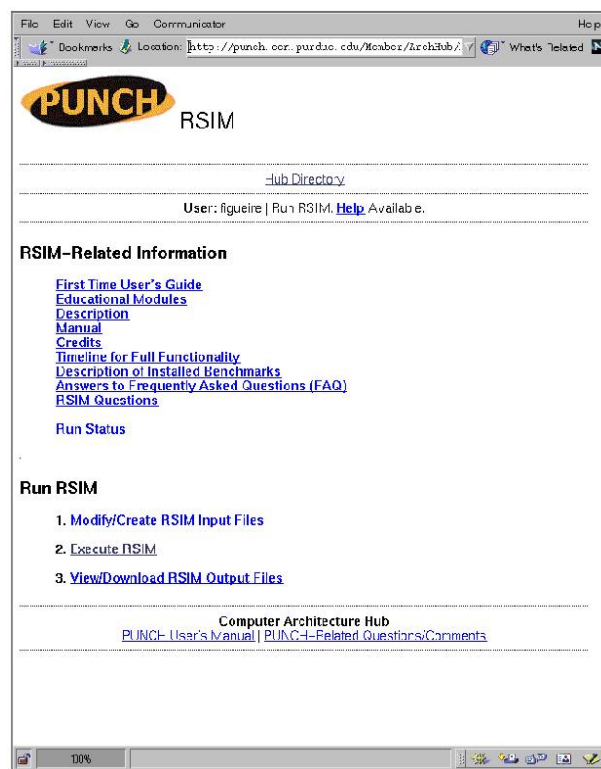 File Edit View Go Communicator Help
Bookmarks Location: http://punch.ecn.purdue.edu/Member/ArchHub/ What's Related N
PUNCH RSIM
Hub Directory
User: figueire | Run RSIM. Help Available.
RSIM-Related Information
First Time User's Guide
Educational Modules
Description
Manual
Credits
Timeline for Full Functionality
Description of Installed Benchmarks
Answers to Frequently Asked Questions (FAQ)
RSIM Questions
Run Status
Run RSIM
1. Modify/Create RSIM Input Files
2. Execute RSIM
3. View/Download RSIM Output Files
Computer Architecture Hub
PUNCH User's Manual | PUNCH-Related Questions/Comments
100%